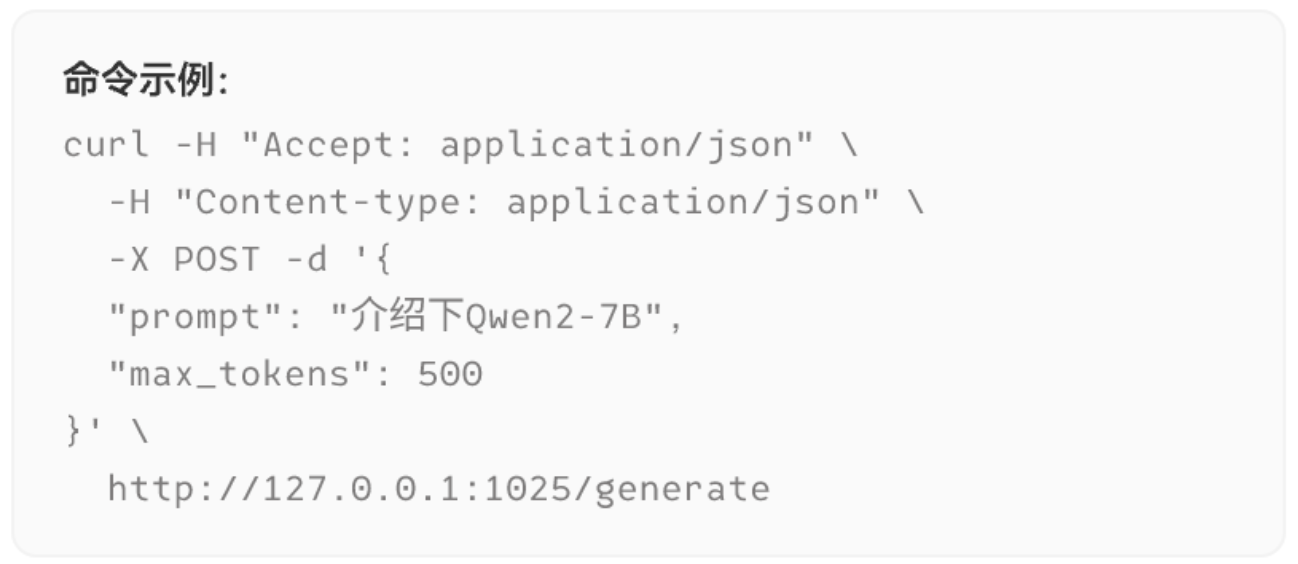 命令示例：
curl -H "Accept: application/json" \
  -H "Content-type: application/json" \
  -X POST -d '{
  "prompt": "介绍下Qwen2-7B",
  "max_tokens": 500
}' \
  http://127.0.0.1:1025/generate